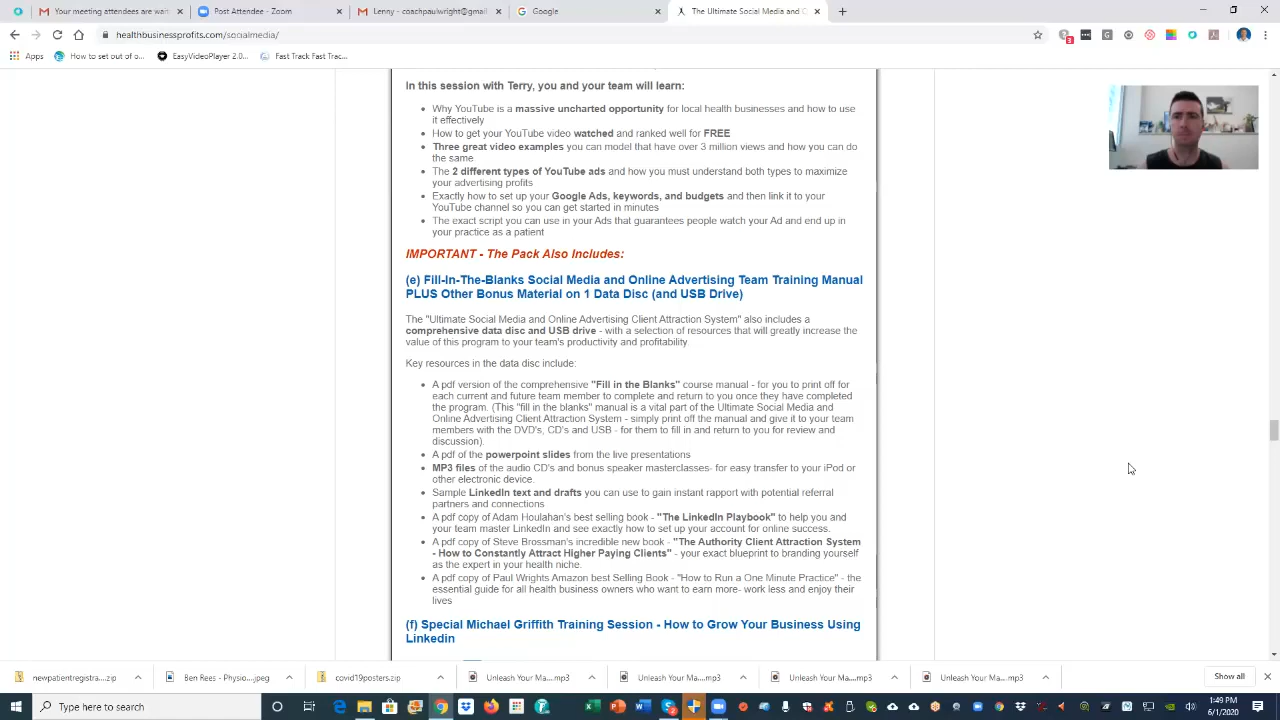 Your meeting attendees are wa
Post Attendee - Zoom
Lenny - coachpaulwright@gmail
Google
The Ultimate Social Media and O
healthbusinessprofits.com/socialmedia/
3
Apps
How to set out of o...
EasyVideoPlayer 2.0...
Fast Track Fast Trac...
In this session with Terry, you and your team will learn:
Why YouTube is a massive uncharted opportunity for local health businesses and how to use
it effectively
How to get your YouTube video watched and ranked well for FREE
Three great video examples you can model that have over 3 million views and how you can do
the same
The 2 different types of YouTube ads and how you must understand both types to maximize
your advertising profits
Exactly how to set up your Google Ads, keywords, and budgets and then link it to your
YouTube channel so you can get started in minutes
The exact script you can use in your Ads that guarantees people watch your Ad and end up in
your practice as a patient
IMPORTANT - The Pack Also Includes:
(e) Fill-In-The-Blanks Social Media and Online Advertising Team Training Manual
PLUS Other Bonus Material on 1 Data Disc (and USB Drive)
The "Ultimate Social Media and Online Advertising Client Attraction System" also includes a
comprehensive data disc and USB drive - with a selection of resources that will greatly increase the
value of this program to your team's productivity and profitability.
Key resources in the data disc include:
A pdf version of the comprehensive "Fill in the Blanks" course manual - for you to print off for
each current and future team member to complete and return to you once they have completed
the program. (This "fill in the blanks" manual is a vital part of the Ultimate Social Media and
Online Advertising Client Attraction System - simply print off the manual and give it to your team
members with the DVD's, CD's and USB - for them to fill in and return to you for review and
discussion).
A pdf of the powerpoint slides from the live presentations
MP3 files of the audio CD's and bonus speaker masterclasses- for easy transfer to your iPod or
other electronic device.
Sample LinkedIn text and drafts you can use to gain instant rapport with potential referral
partners and connections
A pdf copy of Adam Houlahan's best selling book - "The LinkedIn Playbook" to help you and
your team master LinkedIn and see exactly how to set up your account for online success.
A pdf copy of Steve Brossman's incredible new book - "The Authority Client Attraction System
- How to Constantly Attract Higher Paying Clients" - your exact blueprint to branding yourself
as the expert in your health niche.
A pdf copy of Paul Wrights Amazon best Selling Book - "How to Run a One Minute Practice" - the
essential guide for all health business owners who want to earn more- work less and enjoy their
lives
(f) Special Michael Griffith Training Session - How to Grow Your Business Using
Linkedin
newpatientregistra....zip
Ben Rees - Physio....jpeg
covid19posters.zip
Unleash Your Ma....mp3
Unleash Your Ma....mp3
Unleash Your Ma....mp3
Unleash Your Ma....mp3
Show all
Type here to search
1:49 PM
6/1/2020